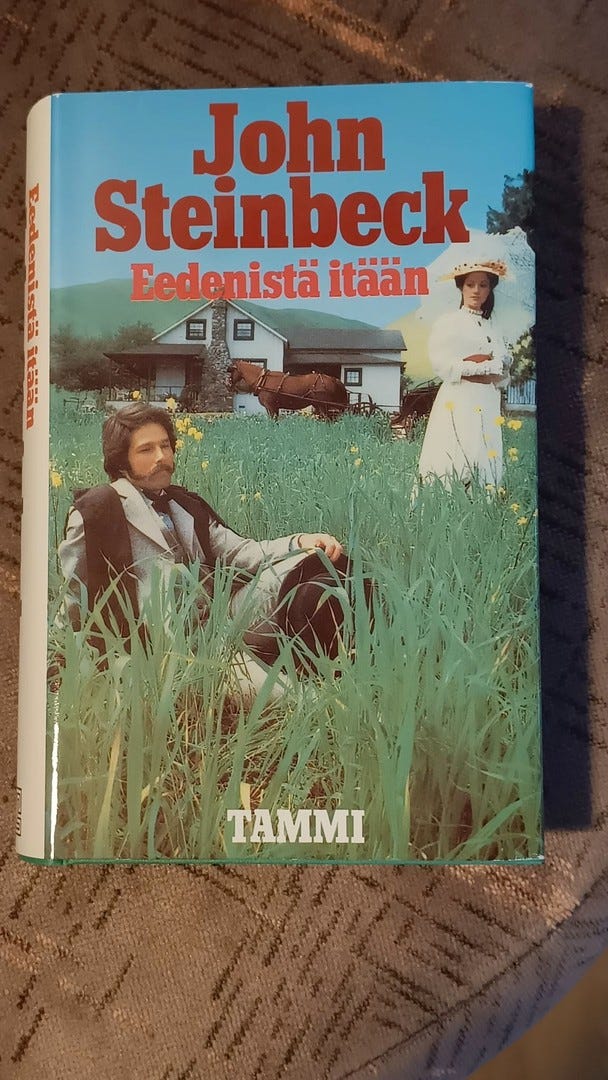 John
Steinbeck
Eedenistä itään
TAMMI
Eedenistä itään